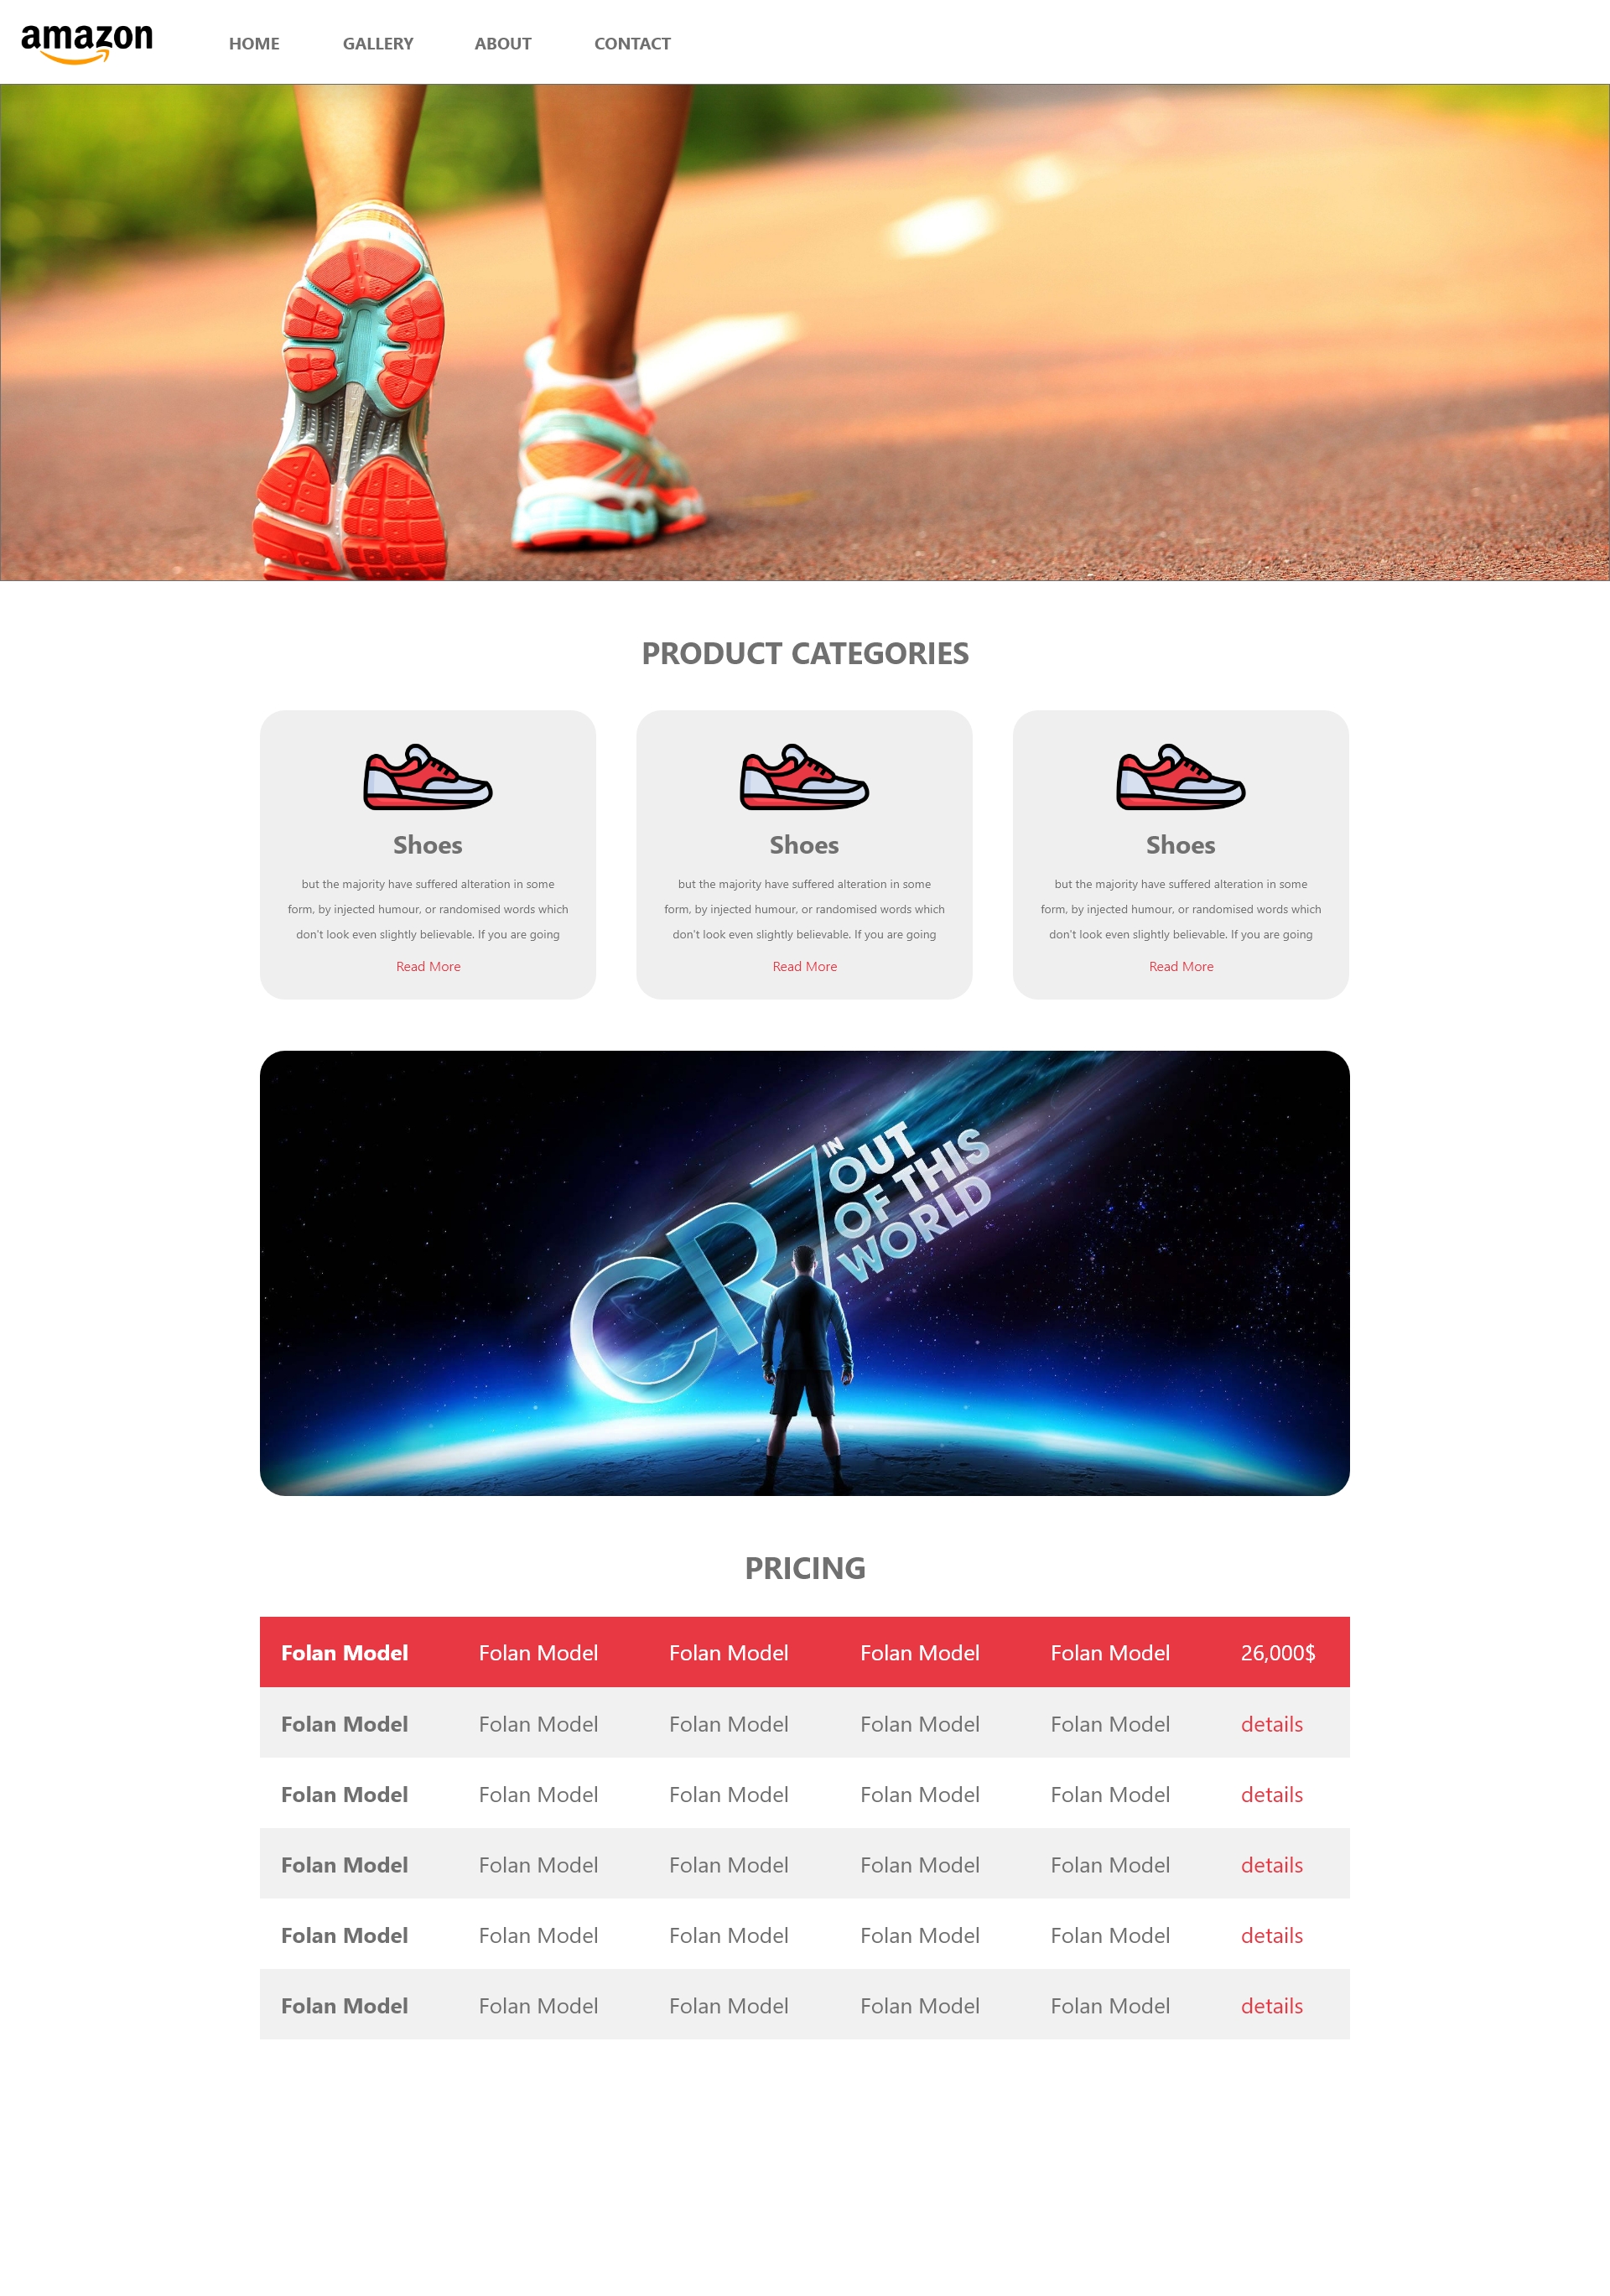 amazon HOME GALLERY ABOUT CONTACT
PRODUCT CATEGORIES
Shoes
but the majority have suffered alteration in some
form, by injected humour, or randomised words which
don't look even slightly believable. If you are going
Read More
Shoes
but the majority have suffered alteration in some
form, by injected humour, or randomised words which
don't look even slightly believable. If you are going
Read More
Shoes
but the majority have suffered alteration in some
form, by injected humour, or randomised words which
don't look even slightly believable. If you are going
Read More
CR7
IN
OUT
OF THIS
WORLD
PRICING
Folan Model Folan Model Folan Model Folan Model Folan Model 26,000$
Folan Model Folan Model Folan Model Folan Model Folan Model details
Folan Model Folan Model Folan Model Folan Model Folan Model details
Folan Model Folan Model Folan Model Folan Model Folan Model details
Folan Model Folan Model Folan Model Folan Model Folan Model details
Folan Model Folan Model Folan Model Folan Model Folan Model details